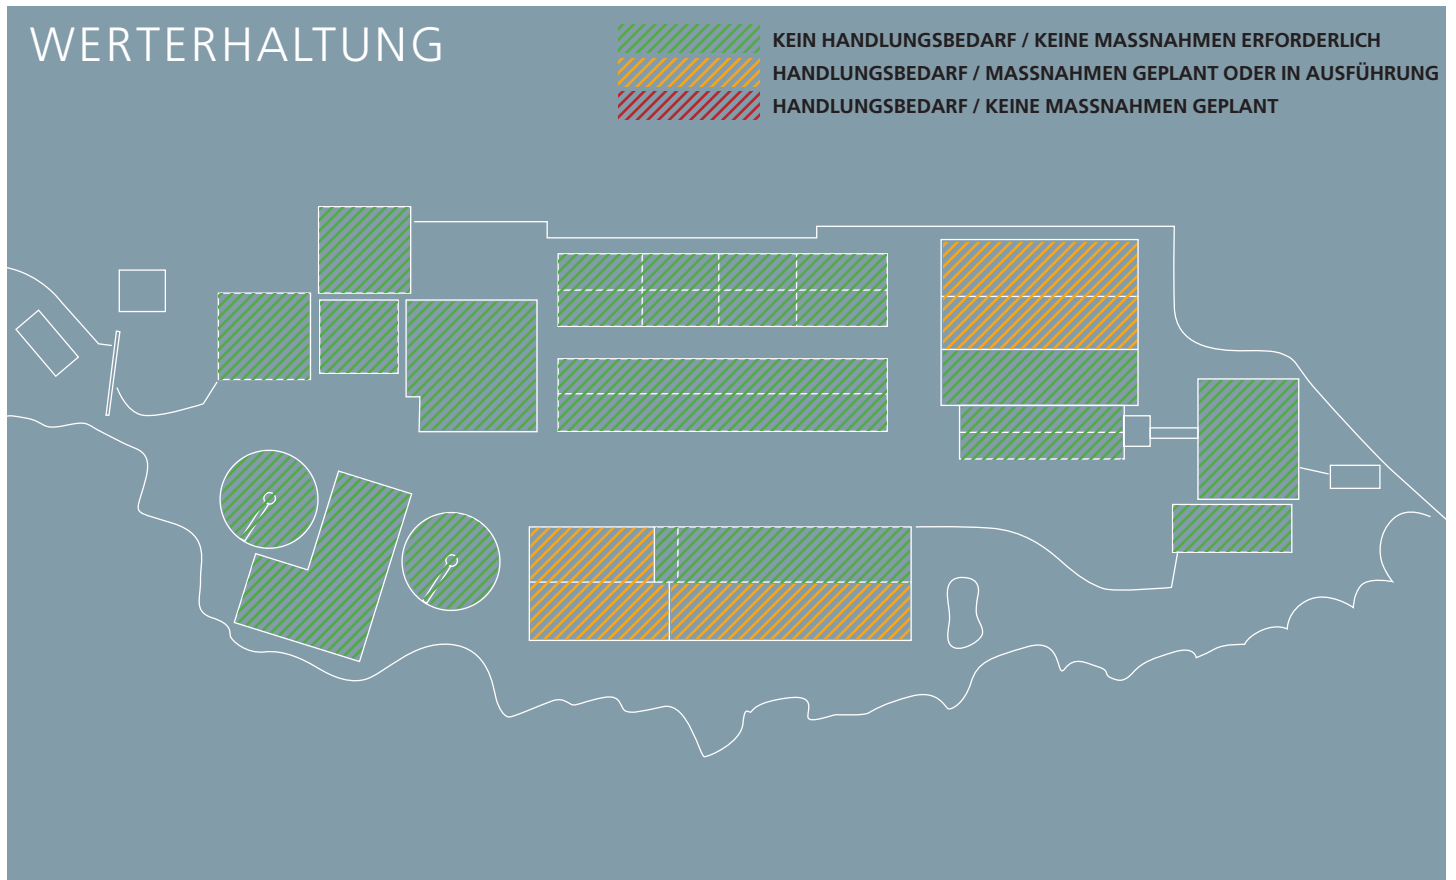 WERTERHALTUNG
KEIN HANDLUNGSBEDARF / KEINE MASSNAHMEN ERFORDERLICH
HANDLUNGSBEDARF / MASSNAHMEN GEPLANT ODER IN AUSFÜHRUNG
HANDLUNGSBEDARF / KEINE MASSNAHMEN GEPLANT